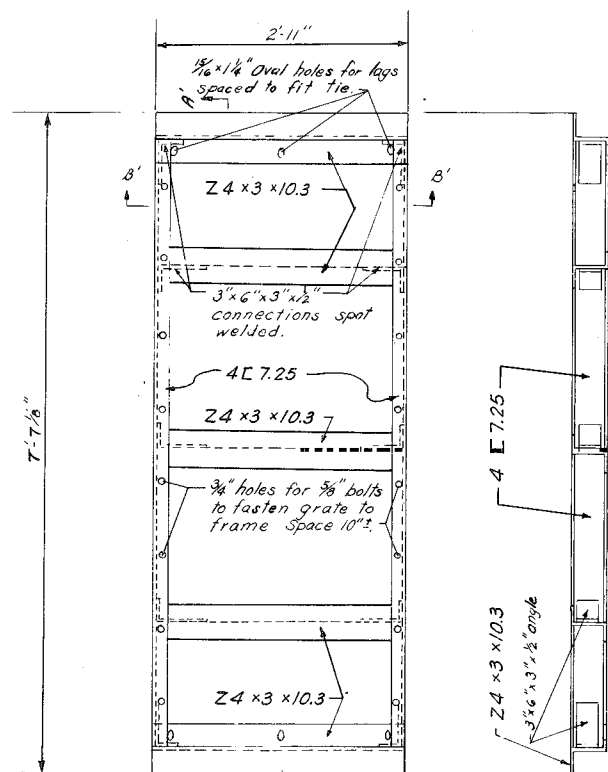 2'-11"
15/16 x 1 1/4" Oval holes for lags
spaced to fit tie.
A'
B'
B'
Z 4 x 3 x 10.3
3" x 6" x 3" x 1/2"
connections spot
welded.
4 [ 7.25
Z 4 x 3 x 10.3
7'-7 1/8"
3/4" holes for 5/8" bolts
to fasten grate to
frame Space 10" ±.
Z 4 x 3 x 10.3
4 [ 7.25
Z 4 x 3 x 10.3
3" x 6" x 3" x 1/2" angle